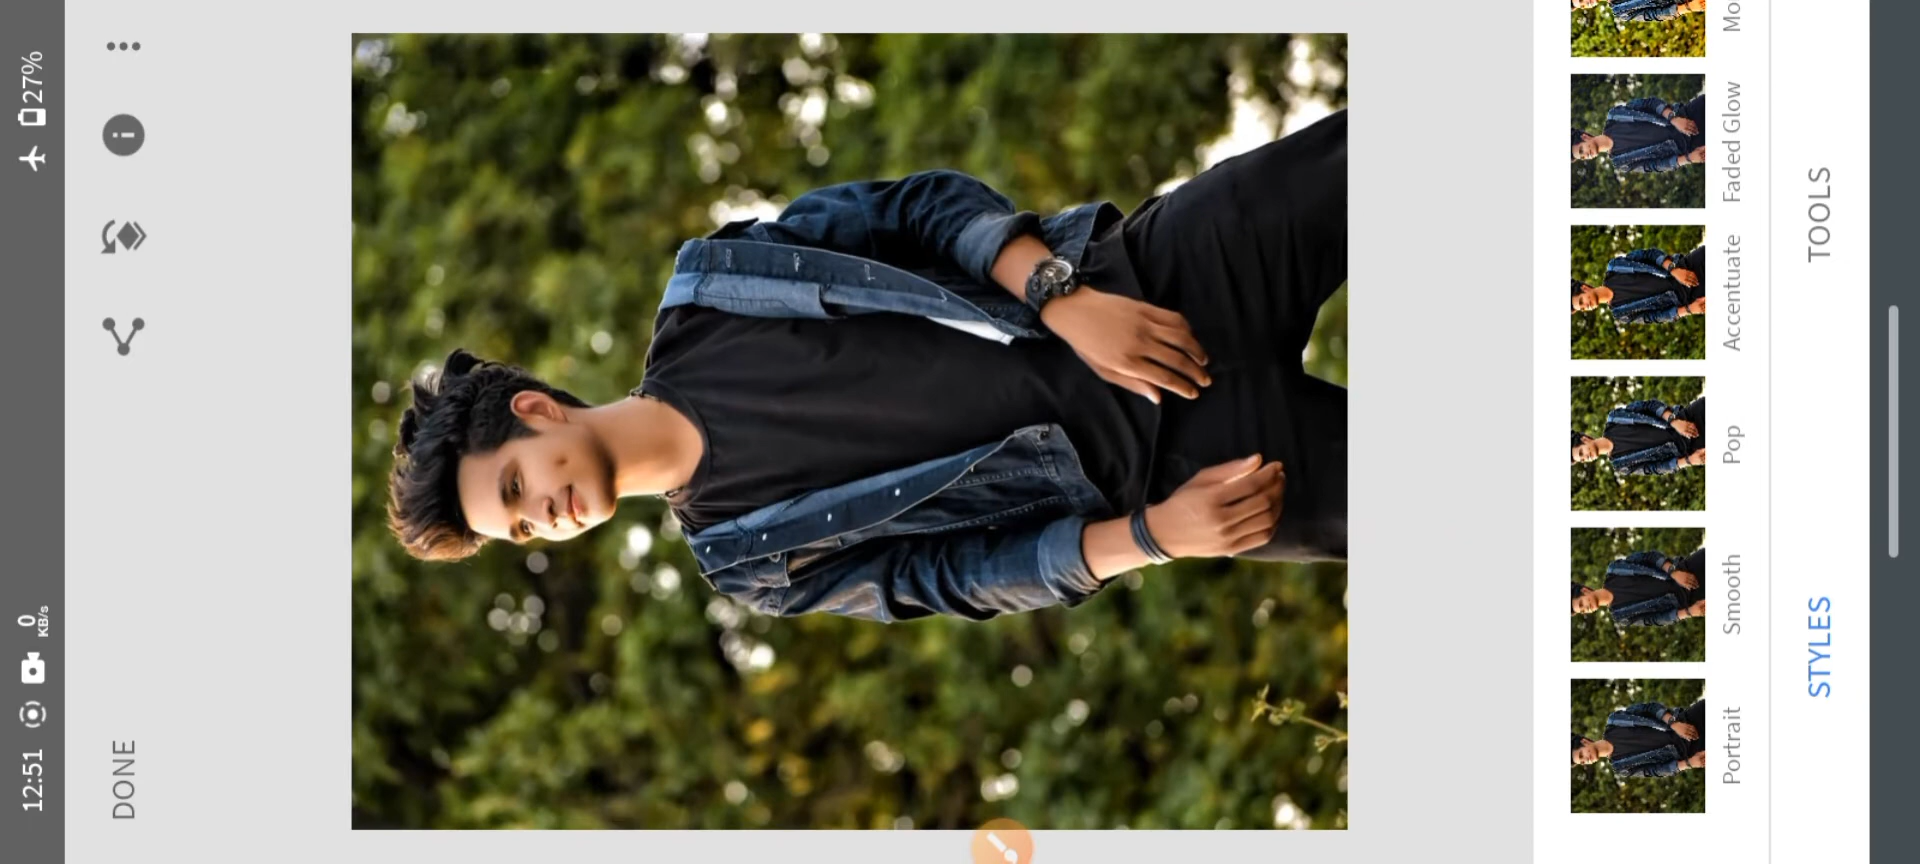 12:51 0 KB/s 27%
DONE
Portrait Smooth Pop Accentuate Faded Glow Mo
STYLES TOOLS